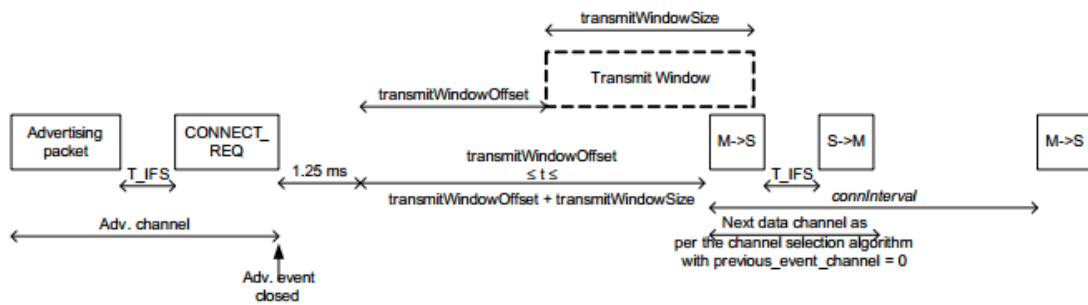 transmitWindowSize
Transmit Window
transmitWindowOffset
Advertising
packet
CONNECT_
REQ
M->S
S->M
M->S
T_IFS
1.25 ms
transmitWindowOffset
≤ t ≤
transmitWindowOffset + transmitWindowSize
T_IFS
connInterval
Adv. channel
Next data channel as
per the channel selection algorithm
with previous_event_channel = 0
Adv. event
closed